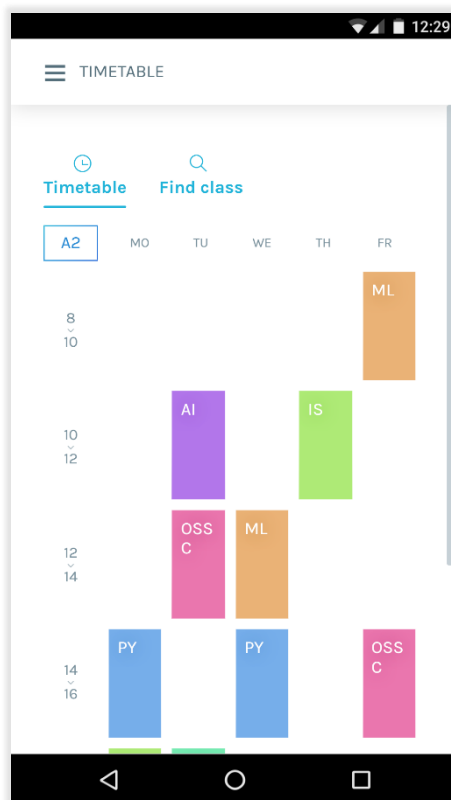 12:29
TIMETABLE
Timetable Find class
A2 MO TU WE TH FR
8
10
ML
10
12
AI IS
12
14
OSS
C
ML
14
16
PY PY OSS
C